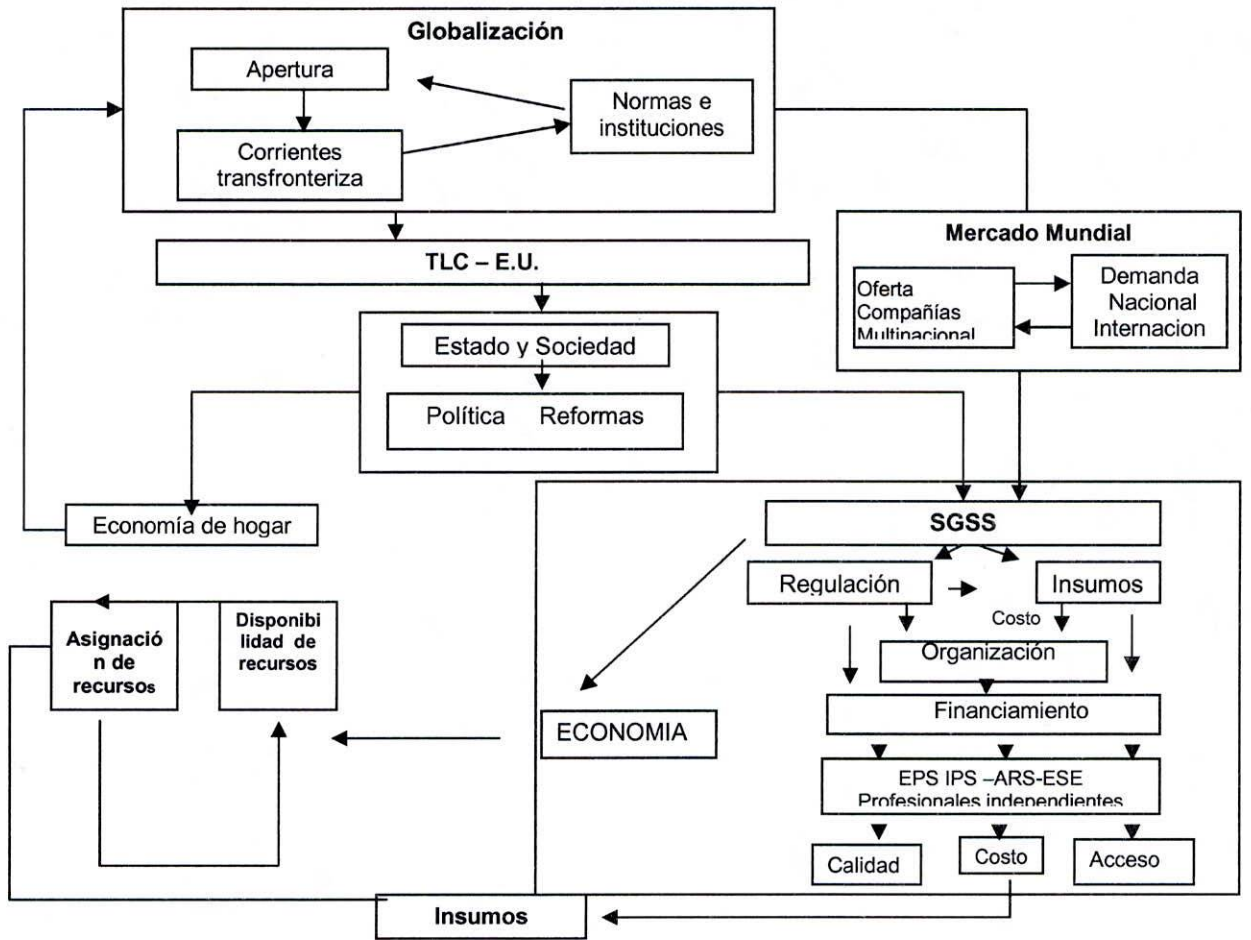 Globalización
Apertura
Normas e
instituciones
Corrientes
transfronteriza
TLC – E.U.
Mercado Mundial
Oferta
Compañías
Multinacional
Demanda
Nacional
Internacion
Estado y Sociedad
Política Reformas
Economía de hogar
SGSS
Regulación
Insumos
Costo
Organización
Asignació
n de
recursos
Disponibi
lidad de
recursos
ECONOMIA
Financiamiento
EPS IPS –ARS-ESE
Profesionales independientes
Calidad
Costo
Acceso
Insumos